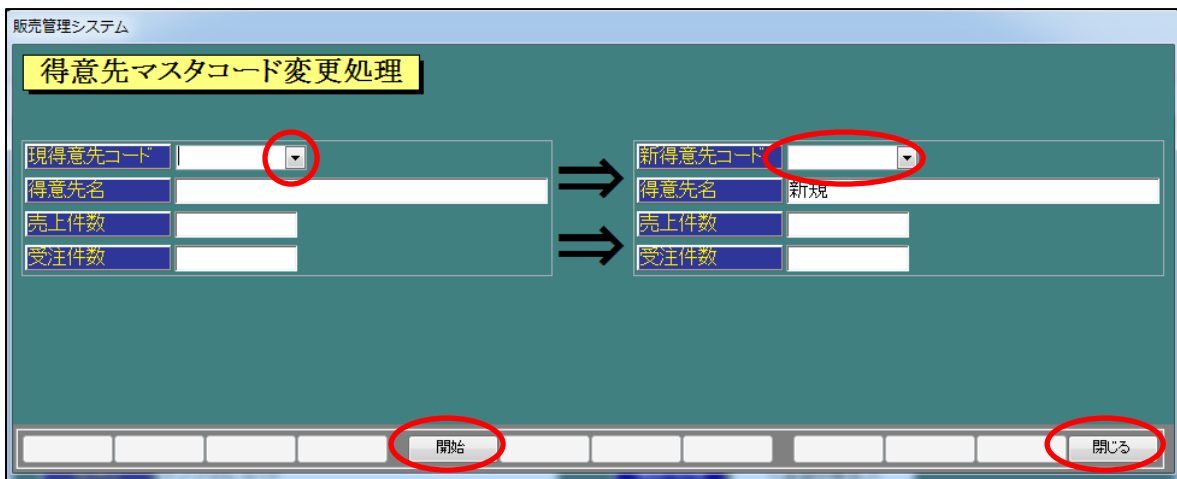 販売管理システム
得意先マスタコード変更処理
現得意先コード
得意先名
売上件数
受注件数
⇒
⇒
新得意先コード
得意先名 新規
売上件数
受注件数
開始 閉じる